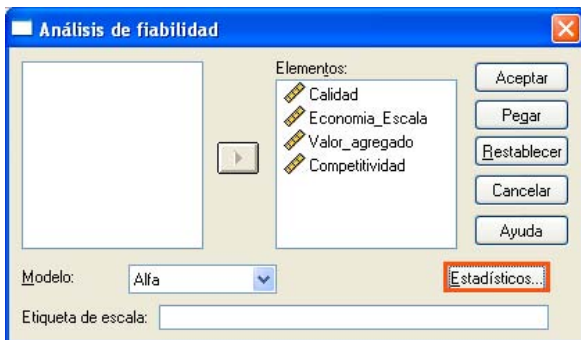 Análisis de fiabilidad
Elementos:
Calidad
Economia_Escala
Valor_agregado
Competitividad
Aceptar
Pegar
Restablecer
Cancelar
Ayuda
Modelo:
Alfa
Estadísticos...
Etiqueta de escala: